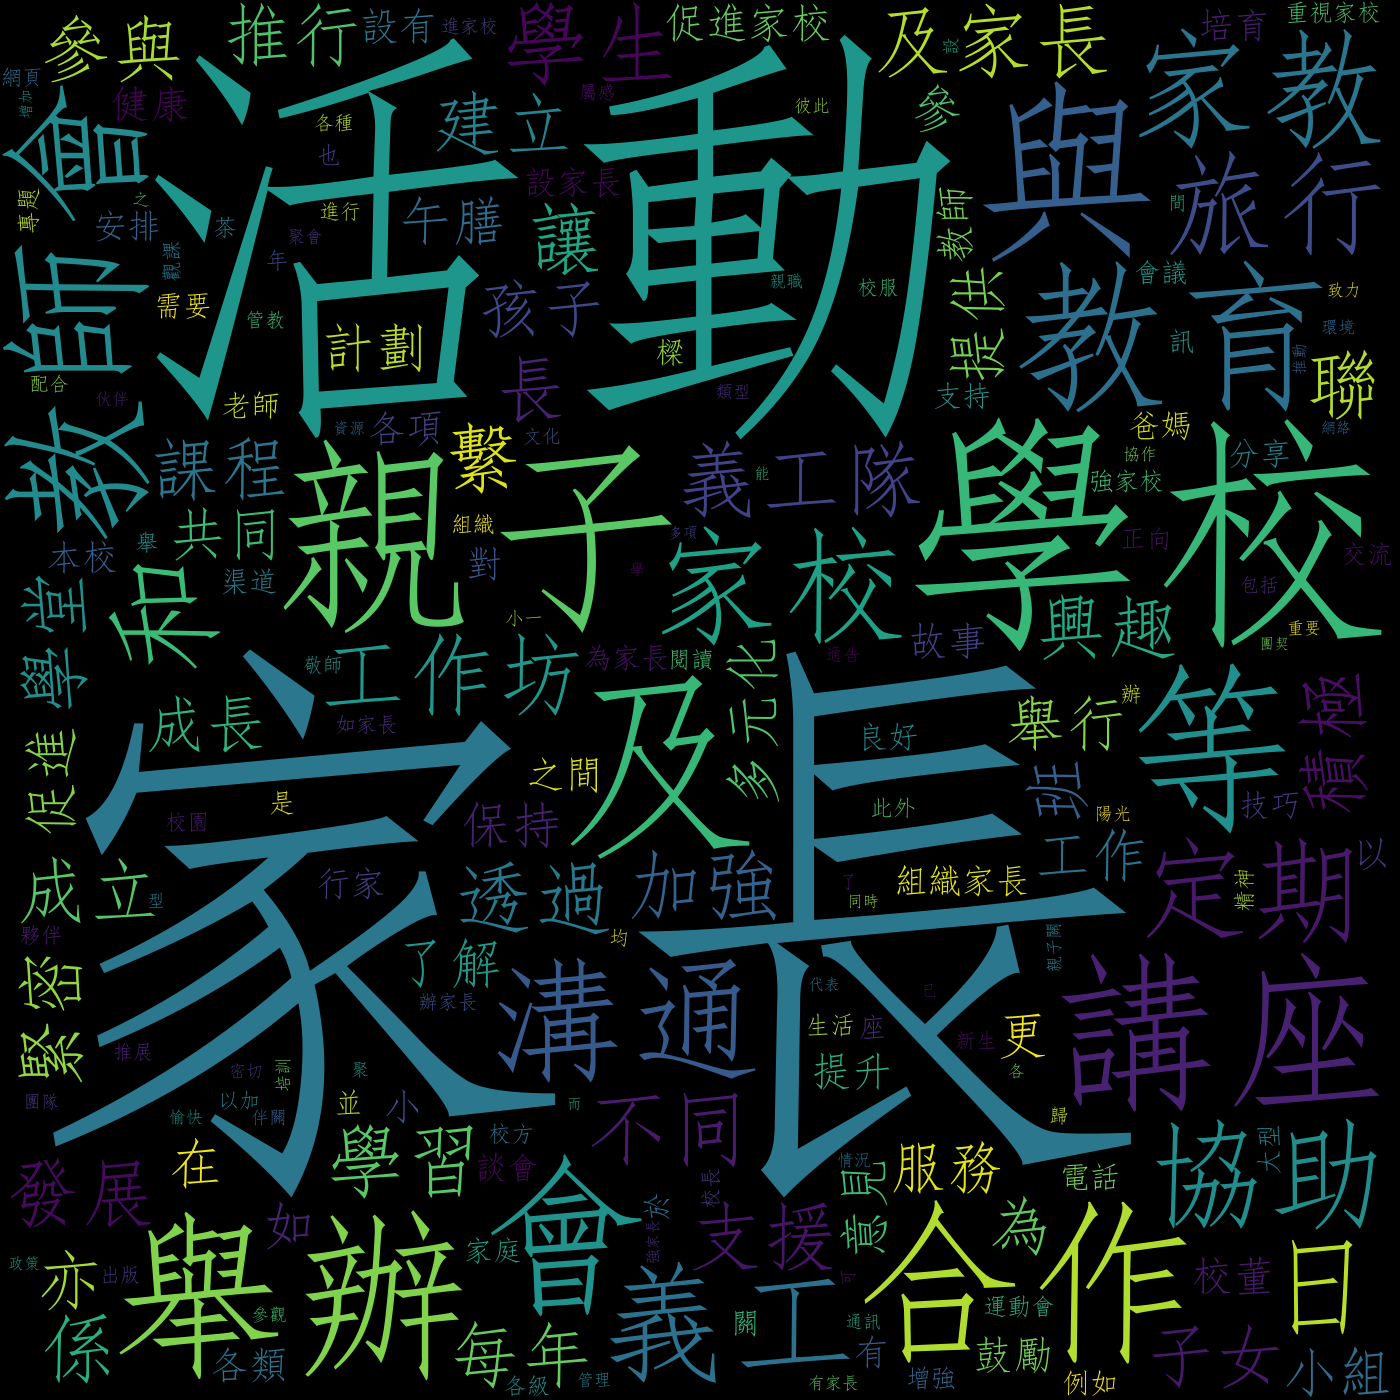 參與
推行
設有
進家校
學生
促進家校
設
及家長
培育
重視家校
網頁
增加
健康
屬感
各種
彼此
參
家教
會
活動
建立
也
設家長
與
旅行
專題
之
安排
茶
進行
午膳
讓
教師
間
會議
致力
觀課
年
聚會
親職
校服
提供
教育
環境
師
需要
管教
計劃
孩子
樑
訊
推動
聯
配合
伙伴
老師
長
類型
支持
爸媽
網絡
教
課程
資源
各項
繫
文化
義工隊
協作
分享
親子
能
強家校
學校
本校
舉
共同
組織
對
多項
家校
正向
交流
學堂
和
渠道
學
小一
興趣
故事
包括
團契
重要
敬師
工作坊
為家長
閱讀
多元化
通告
成長
如家長
及
良好
舉行
辦
等
積極
促進
家長
是
之間
校園
保持
此外
班
陽光
技巧
成立
型
行家
透過
加強
組織家長
了
同時
工作
定期
以
精神
緊密
夥伴
了解
均
親子關
辦家長
溝通
代表
已
講座
推展
生活
座
新生
更
密切
培訓
聚
提升
各
團隊
愉快
以加
伴關
並
小
而
不同
歸
協助
發展
在
學習
校方
談會
會
校長
於
情況
意見
服務
電話
大型
政策
亦
出版
舉辦
如
家庭
強家長
支援
可
合作
為
校董
日
參觀
義工
關
通訊
運動會
係
各類
每年
各級
管理
有家長
有
增強
鼓勵
例如
子女
小組